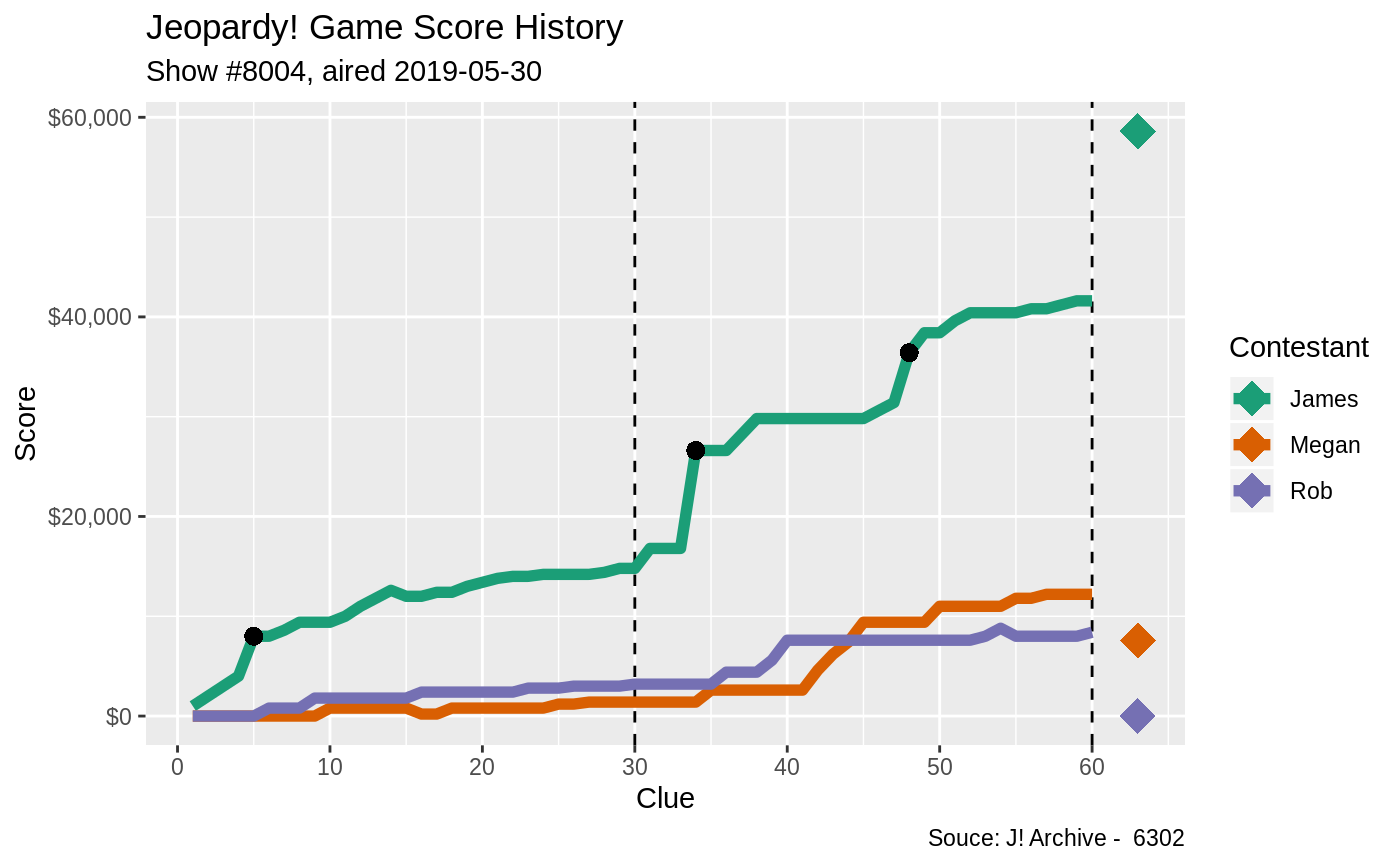 Jeopardy! Game Score History
Show #8004, aired 2019-05-30
$60,000
$40,000
$20,000
$0
Score
0 10 20 30 40 50 60
Clue
Contestant
James
Megan
Rob
Souce: J! Archive - 6302